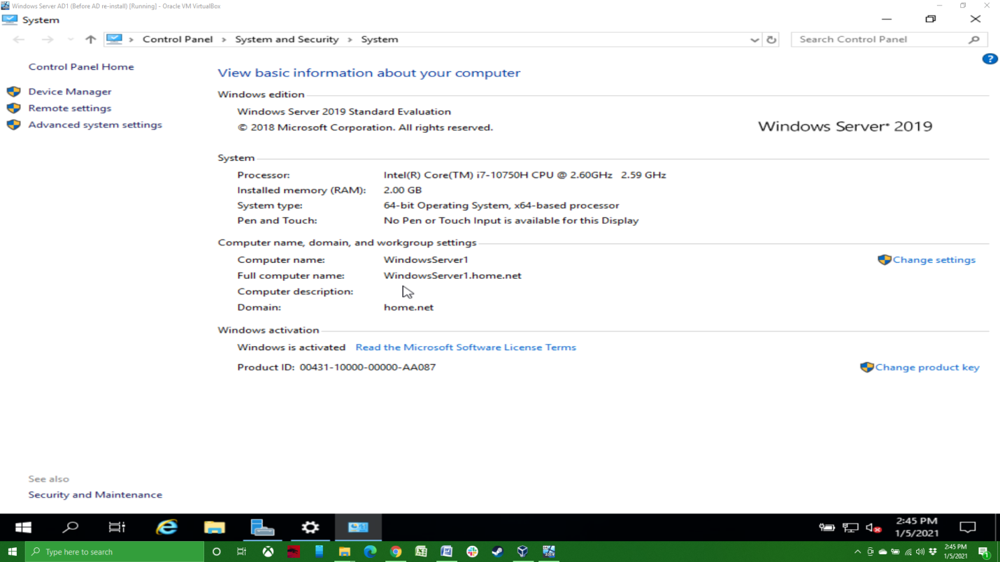 Windows Server AD1 (Before AD re-install) [Running] - Oracle VM VirtualBox
System
Control Panel > System and Security > System
Search Control Panel
?
Control Panel Home
Device Manager
Remote settings
Advanced system settings
View basic information about your computer
Windows edition
Windows Server 2019 Standard Evaluation
© 2018 Microsoft Corporation. All rights reserved.
Windows Server 2019
System
Processor: Intel(R) Core(TM) i7-10750H CPU @ 2.60GHz 2.59 GHz
Installed memory (RAM): 2.00 GB
System type: 64-bit Operating System, x64-based processor
Pen and Touch: No Pen or Touch Input is available for this Display
Computer name, domain, and workgroup settings
Computer name: WindowsServer1
Change settings
Full computer name: WindowsServer1.home.net
Computer description:
Domain: home.net
Windows activation
Windows is activated Read the Microsoft Software License Terms
Product ID: 00431-10000-00000-AA087
Change product key
See also
Security and Maintenance
2:45 PM
1/5/2021
Type here to search
2:45 PM
1/5/2021